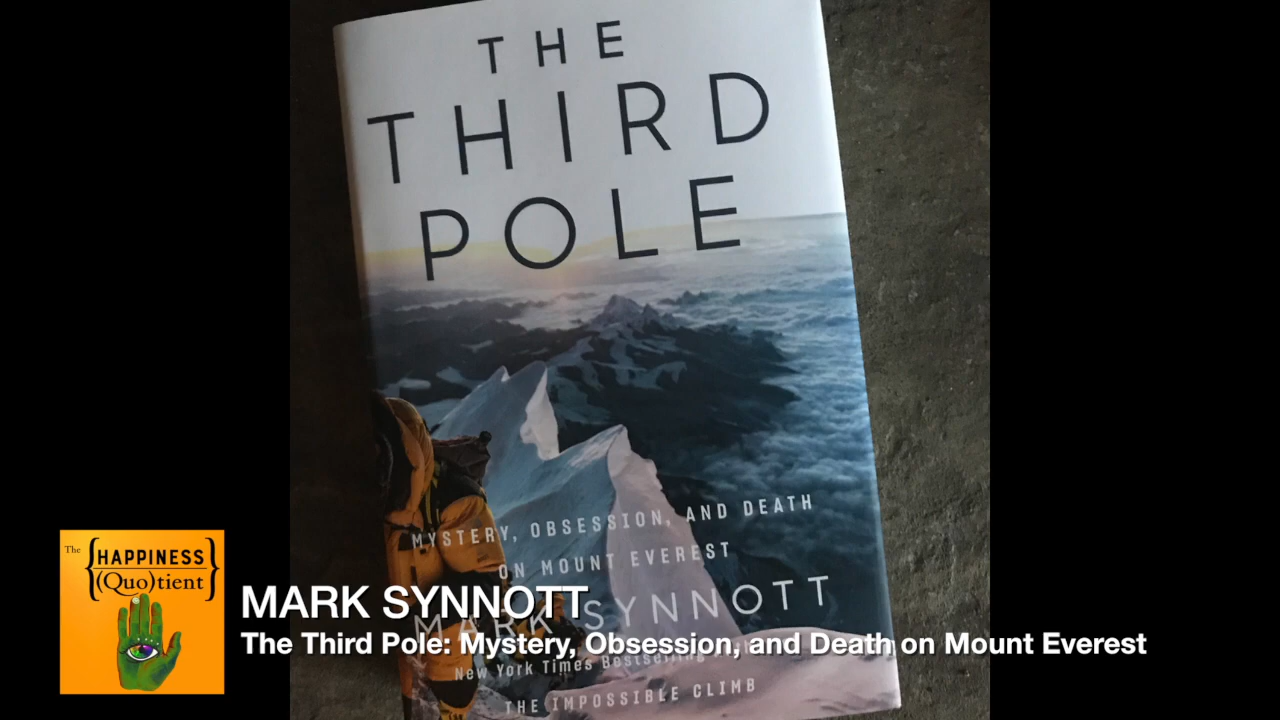 THE
THIRD
POLE
MYSTERY, OBSESSION, AND DEATH
ON MOUNT EVEREST
MARK SYNNOTT
New York Times Bestselling
THE IMPOSSIBLE CLIMB
The
{HAPPINESS}
(Quo)tient
MARK SYNNOTT
The Third Pole: Mystery, Obsession, and Death on Mount Everest